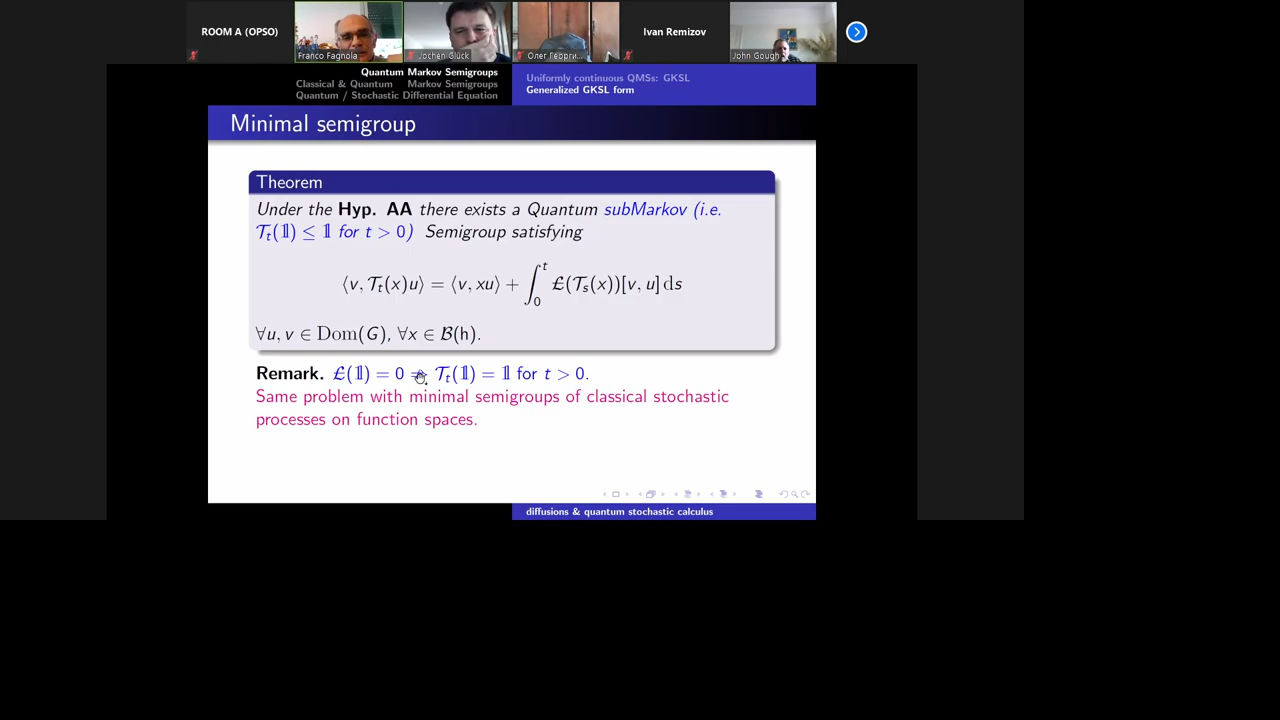 ROOM A (OPSO)
Franco Fagnola
Jochen Glück
Олег Георги...
Ivan Remizov
John Gough
Quantum Markov Semigroups
Classical & Quantum Markov Semigroups
Quantum / Stochastic Differential Equation
Uniformly continuous QMSs: GKSL
Generalized GKSL form
Minimal semigroup
Theorem
Under the Hyp. AA there exists a Quantum subMarkov (i.e.
𝒯ₜ(𝟙) ≤ 𝟙 for t > 0) Semigroup satisfying
⟨v, 𝒯ₜ(x)u⟩ = ⟨v, xu⟩ + ∫₀ᵗ £(𝒯ₛ(x))[v, u] ds
∀u, v ∈ Dom(G), ∀x ∈ ℬ(h).
Remark. £(𝟙) = 0 ⇏ 𝒯ₜ(𝟙) = 𝟙 for t > 0.
Same problem with minimal semigroups of classical stochastic
processes on function spaces.
diffusions & quantum stochastic calculus